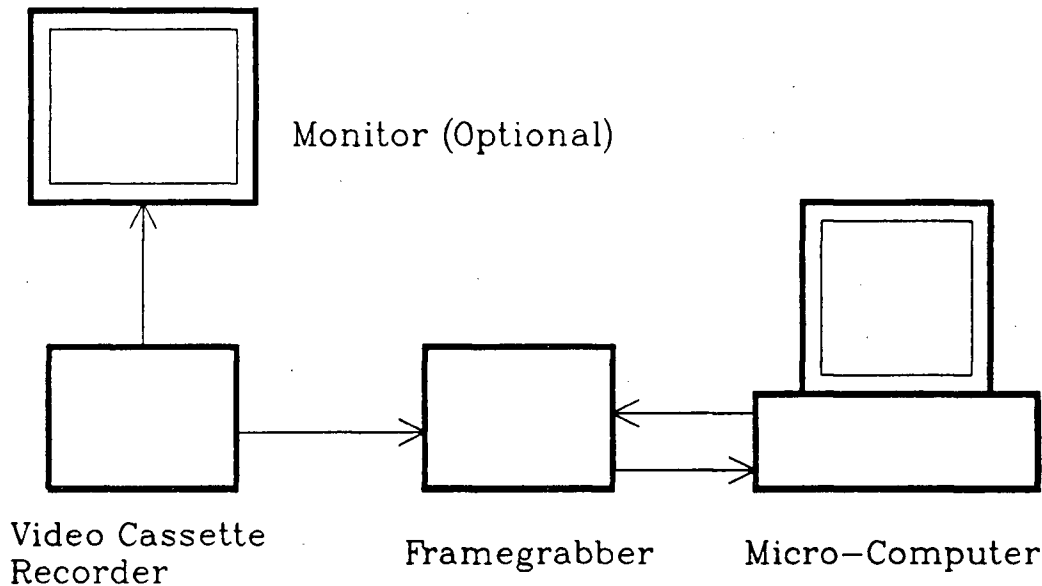 Monitor (Optional)
Video Cassette
Recorder
Framegrabber
Micro-Computer